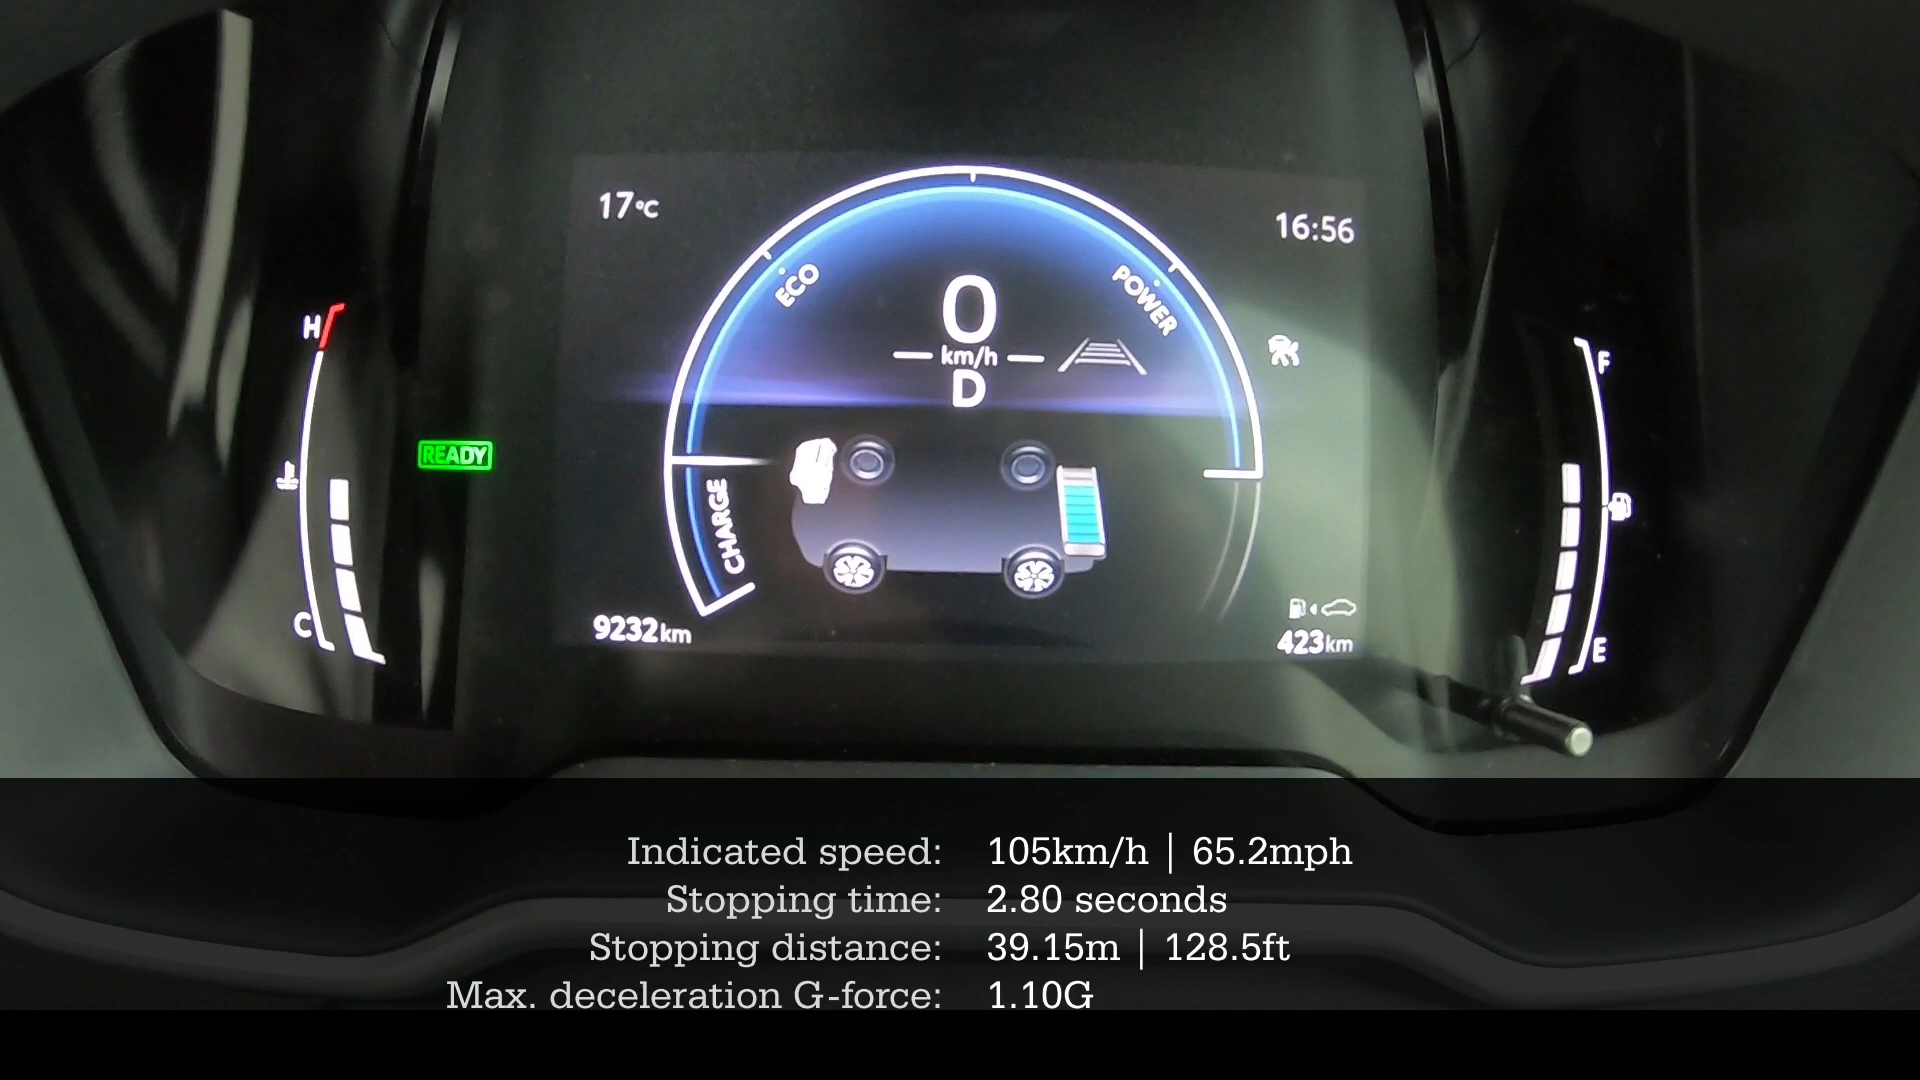 17°C
16:56
ECO
POWER
0
km/h
D
H
F
READY
CHARGE
C
E
9232km
423km
Indicated speed: 105km/h | 65.2mph
Stopping time: 2.80 seconds
Stopping distance: 39.15m | 128.5ft
Max. deceleration G-force: 1.10G